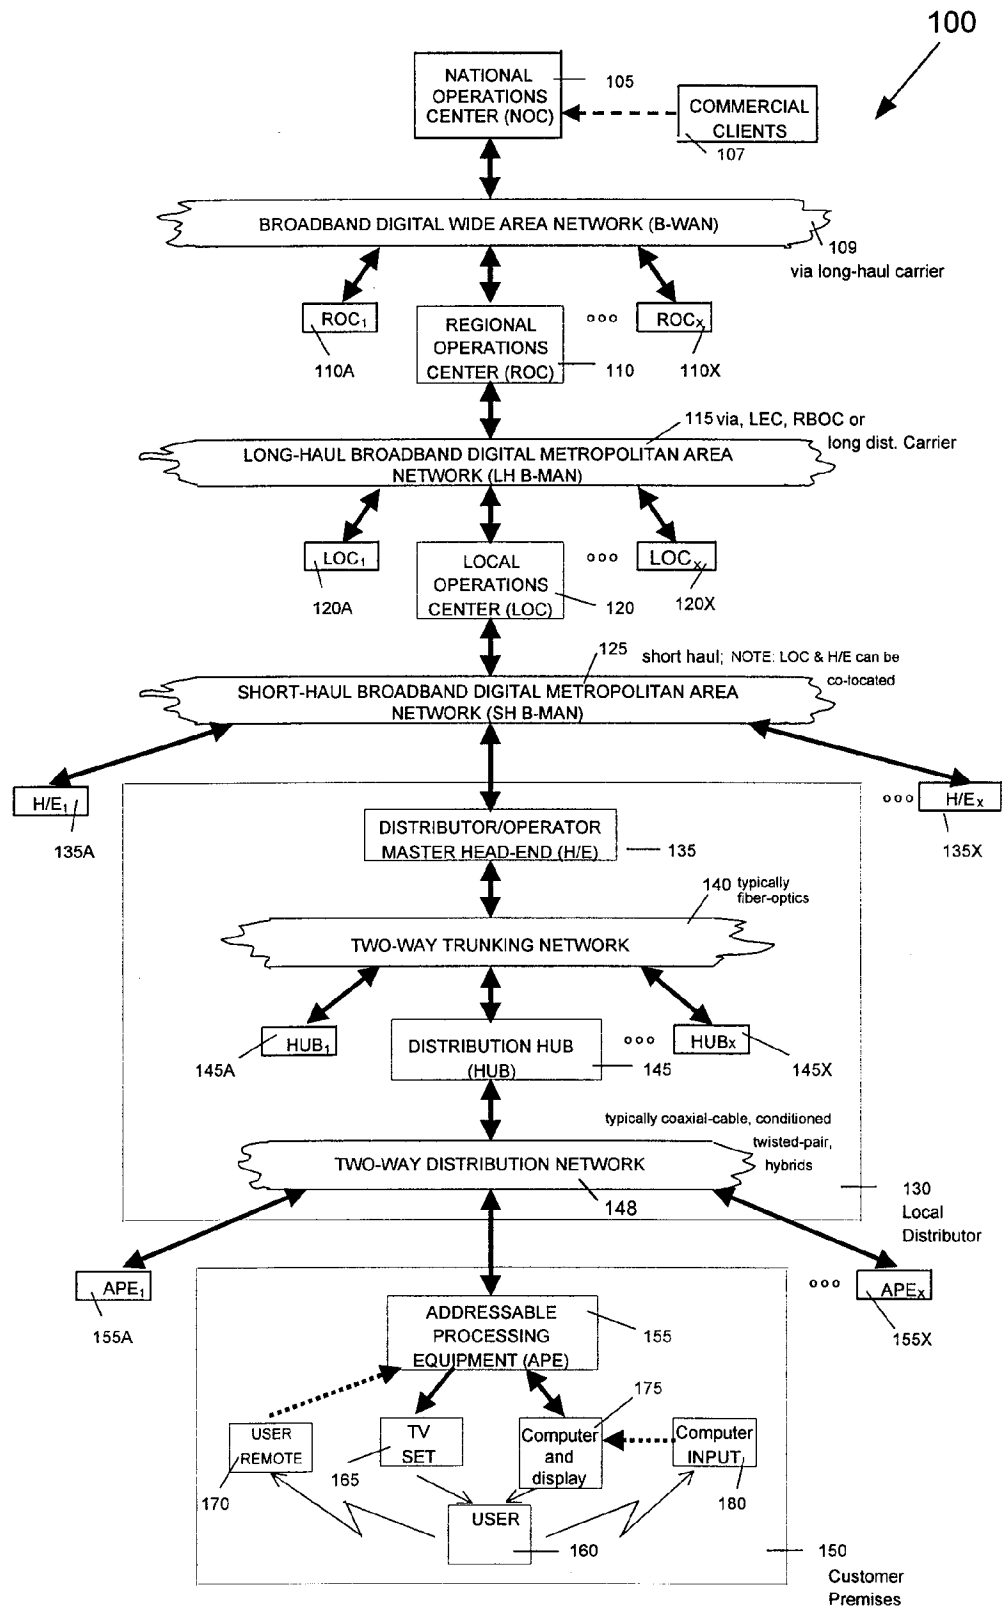 100
NATIONAL
OPERATIONS
CENTER (NOC)
105
COMMERCIAL
CLIENTS
107
BROADBAND DIGITAL WIDE AREA NETWORK (B-WAN)
109
via long-haul carrier
ROC1
REGIONAL
OPERATIONS
CENTER (ROC)
ooo
ROCX
110A
110
110X
115 via, LEC, RBOC or
long dist. Carrier
LONG-HAUL BROADBAND DIGITAL METROPOLITAN AREA
NETWORK (LH B-MAN)
LOC1
LOCAL
OPERATIONS
CENTER (LOC)
ooo
LOCX
120A
120
120X
125
short haul; NOTE: LOC & H/E can be
co-located
SHORT-HAUL BROADBAND DIGITAL METROPOLITAN AREA
NETWORK (SH B-MAN)
H/E1
ooo
H/EX
135A
DISTRIBUTOR/OPERATOR
MASTER HEAD-END (H/E)
135
135X
140 typically
fiber-optics
TWO-WAY TRUNKING NETWORK
HUB1
DISTRIBUTION HUB
(HUB)
ooo
HUBX
145A
145
145X
typically coaxial-cable, conditioned
twisted-pair,
hybrids
TWO-WAY DISTRIBUTION NETWORK
148
130
Local
Distributor
APE1
ooo
APEX
155A
ADDRESSABLE
PROCESSING
EQUIPMENT (APE)
155
155X
175
USER
REMOTE
TV
SET
Computer
and
display
Computer
INPUT
170
165
180
USER
160
150
Customer
Premises